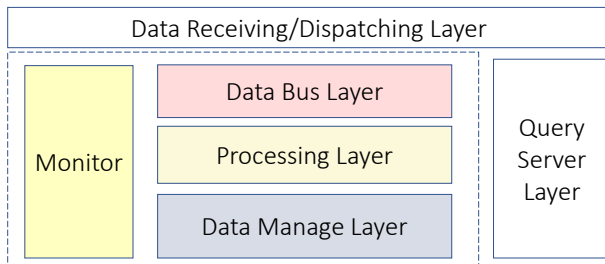 Data Receiving/Dispatching Layer
Monitor
Data Bus Layer
Processing Layer
Data Manage Layer
Query
Server
Layer